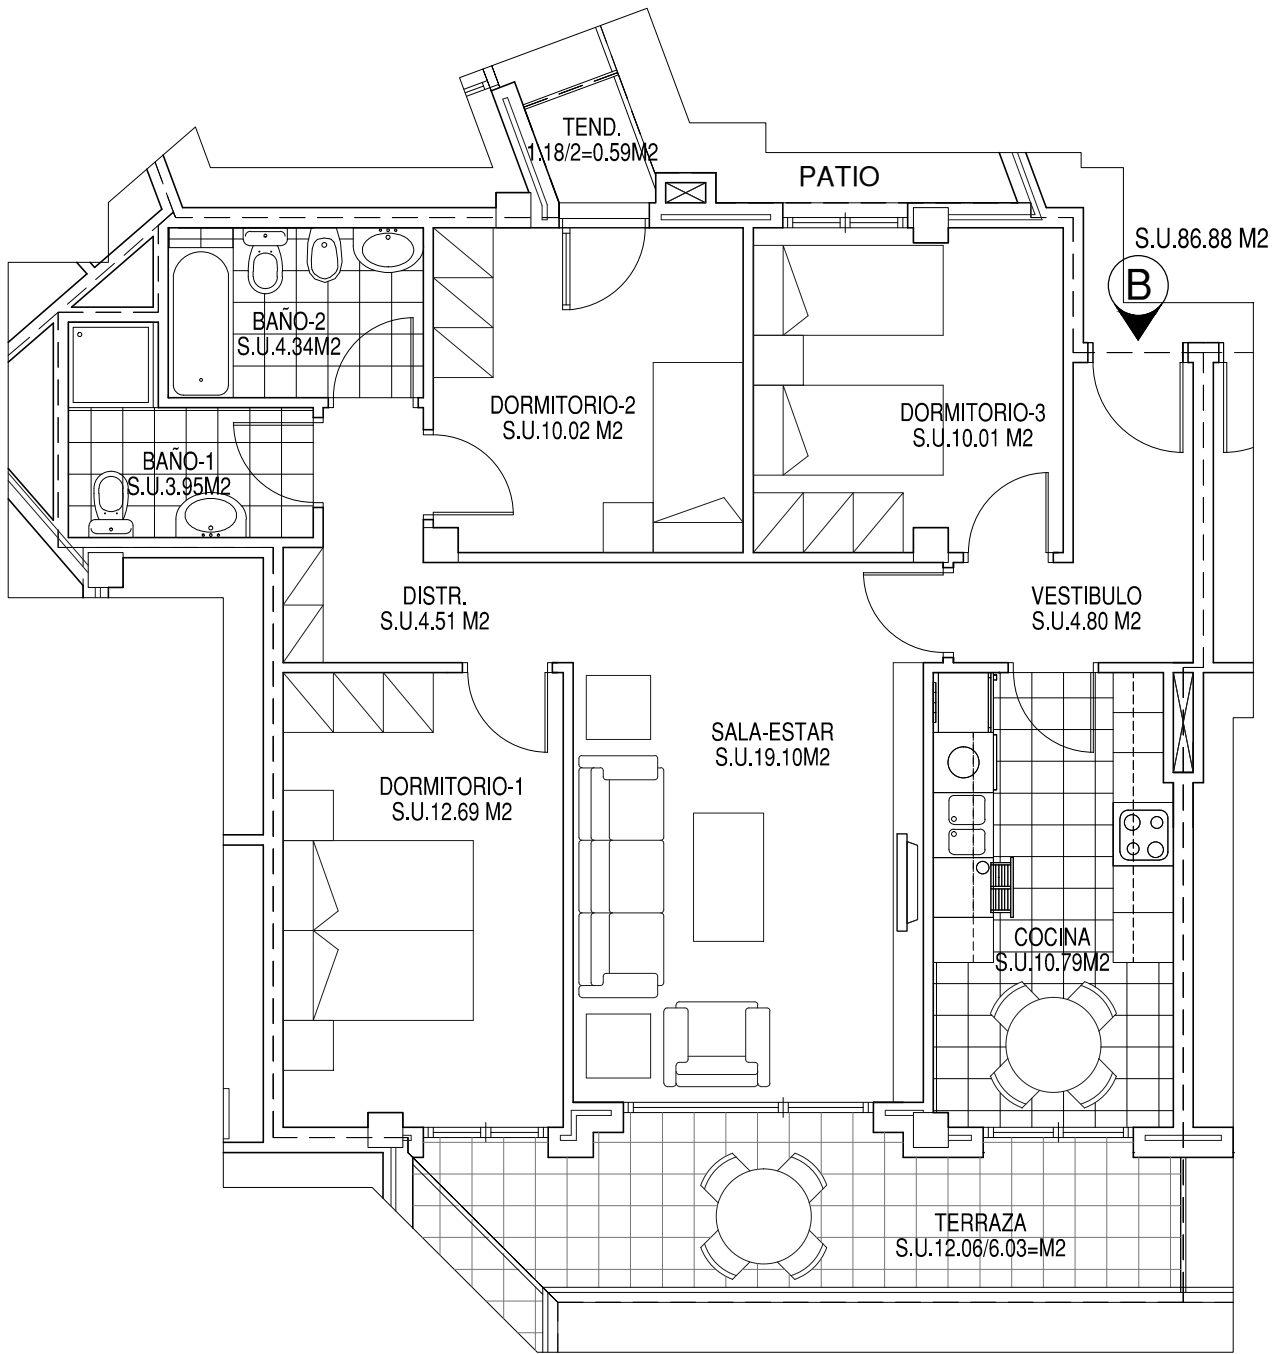 TEND.
1.18/2=0.59M2
PATIO
S.U.86.88 M2
B
BAÑO-2
S.U.4.34M2
DORMITORIO-2
S.U.10.02 M2
DORMITORIO-3
S.U.10.01 M2
BAÑO-1
S.U.3.95M2
DISTR.
S.U.4.51 M2
VESTIBULO
S.U.4.80 M2
SALA-ESTAR
S.U.19.10M2
DORMITORIO-1
S.U.12.69 M2
COCINA
S.U.10.79M2
TERRAZA
S.U.12.06/6.03=M2